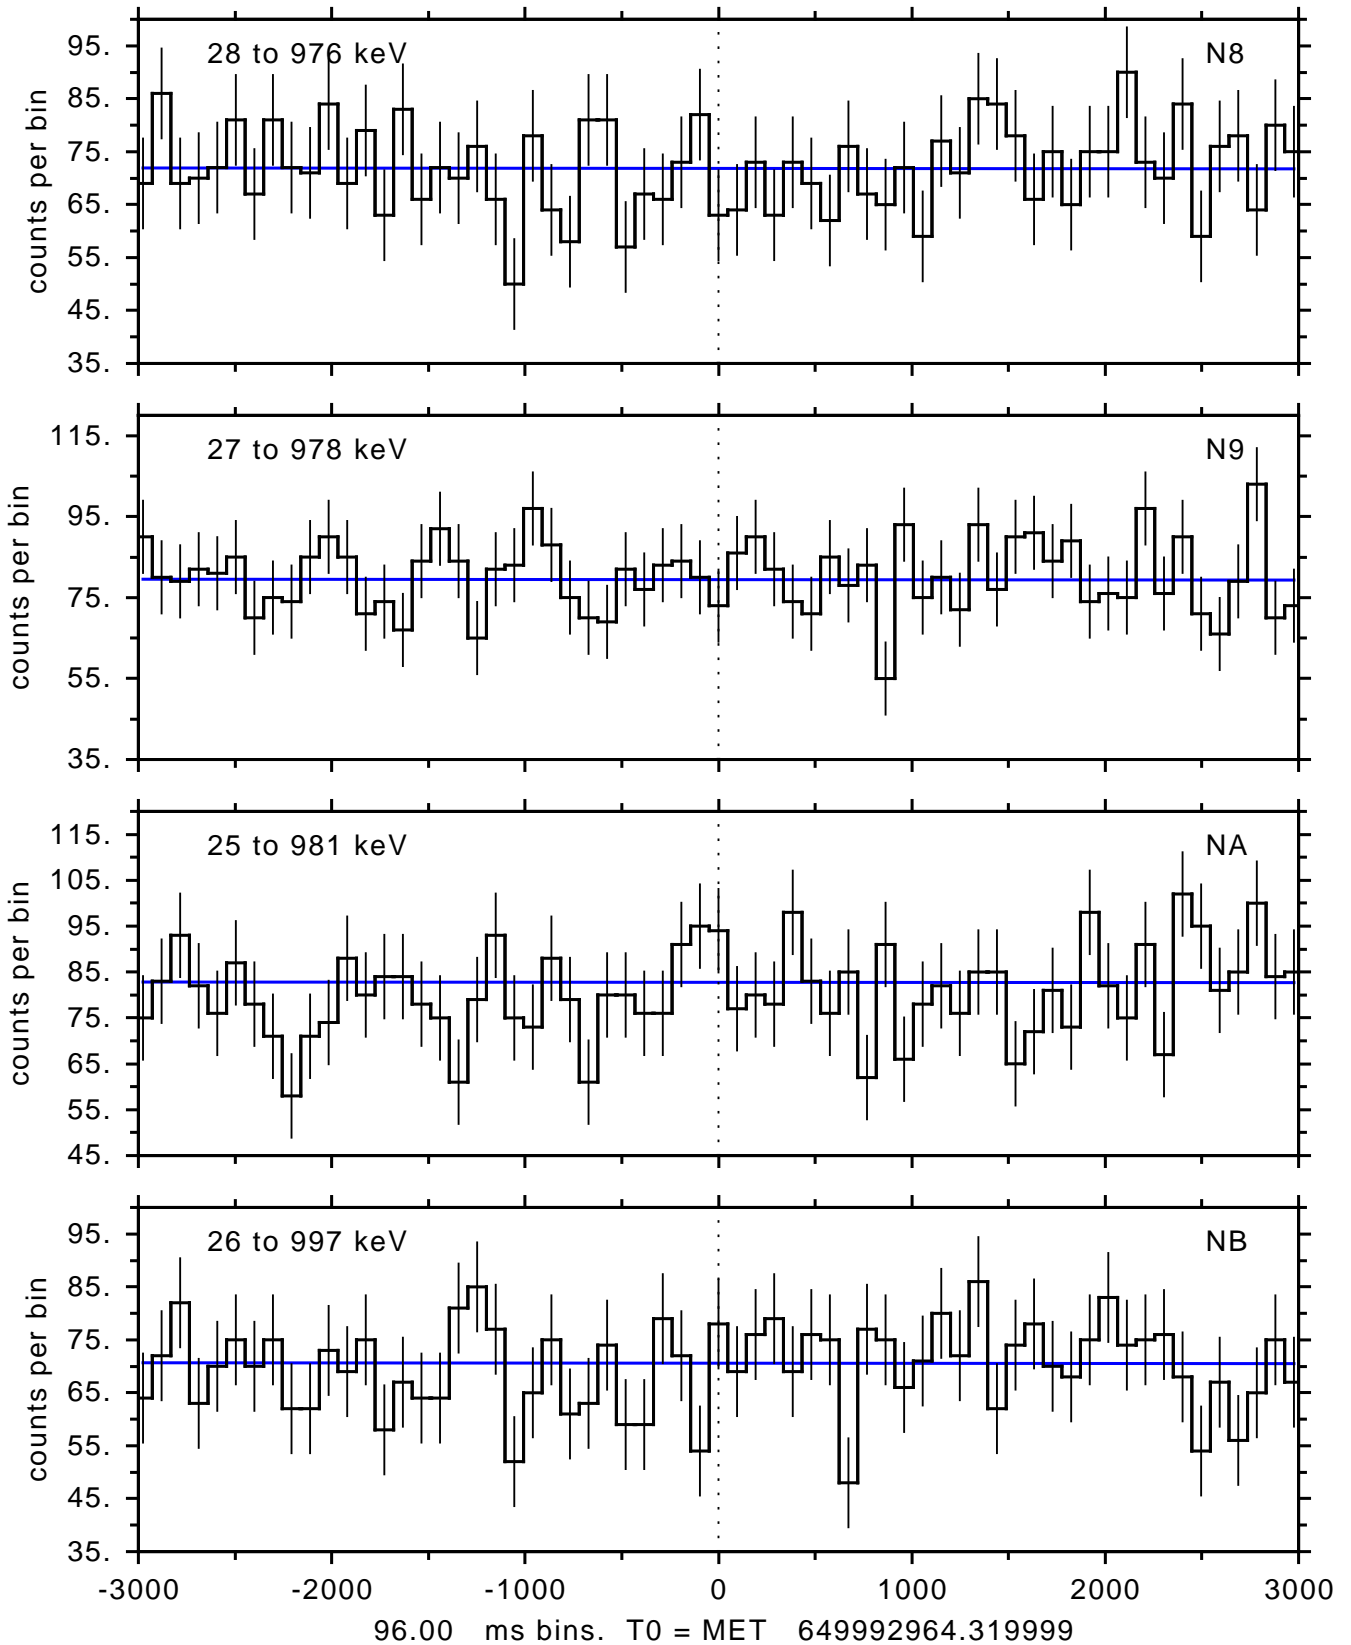 28 to 976 keV N8
95.
85.
75.
65.
55.
45.
35.
counts per bin
27 to 978 keV N9
115.
95.
75.
55.
35.
counts per bin
25 to 981 keV NA
115.
105.
95.
85.
75.
65.
55.
45.
counts per bin
26 to 997 keV NB
95.
85.
75.
65.
55.
45.
35.
counts per bin
-3000 -2000 -1000 0 1000 2000 3000
96.00 ms bins. T0 = MET 649992964.319999